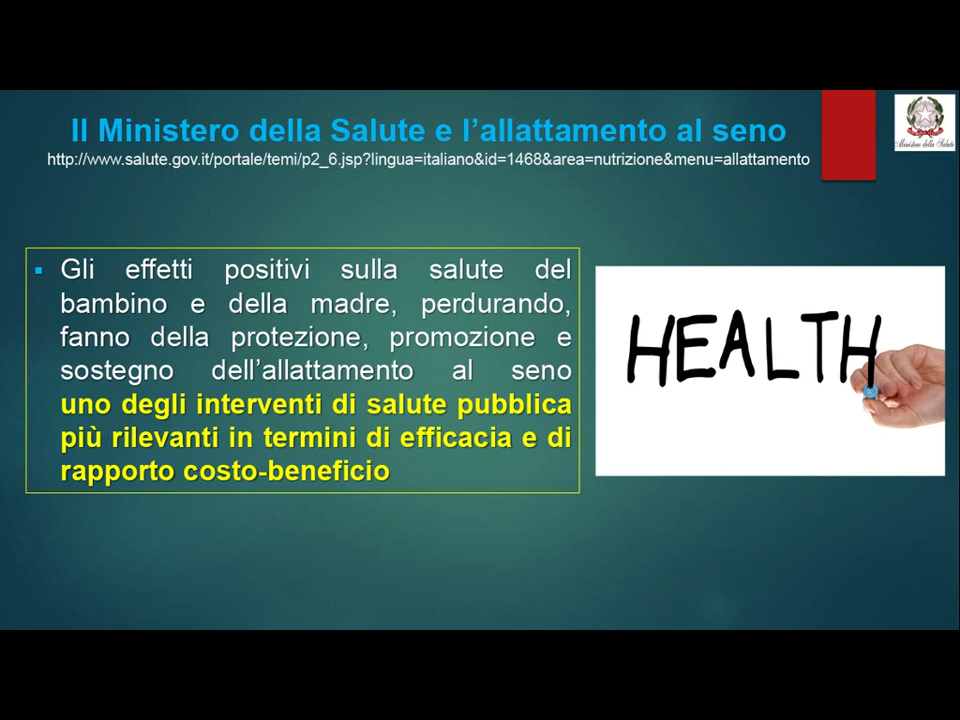 Il Ministero della Salute e l'allattamento al seno
http://www.salute.gov.it/portale/temi/p2_6.jsp?lingua=italiano&id=1468&area=nutrizione&menu=allattamento
Ministero della Salute
▪ Gli effetti positivi sulla salute del
bambino e della madre, perdurando,
fanno della protezione, promozione e
sostegno dell'allattamento al seno
uno degli interventi di salute pubblica
più rilevanti in termini di efficacia e di
rapporto costo-beneficio
HEALTH